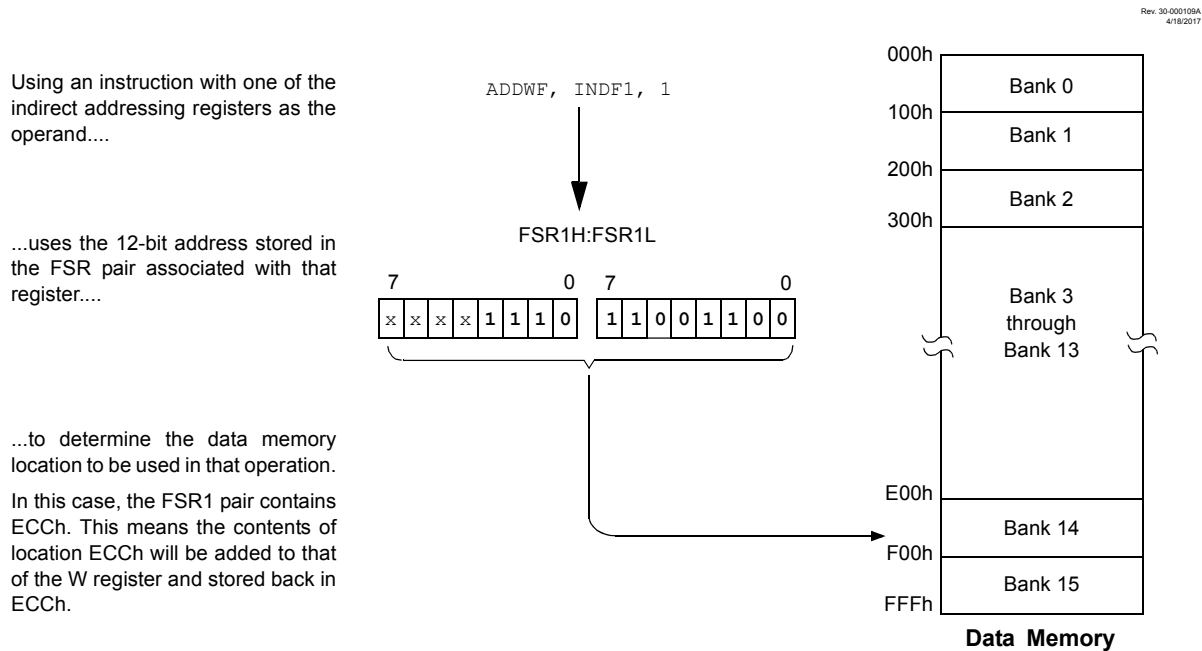 Rev. 30-000109A
4/18/2017
Using an instruction with one of the
indirect addressing registers as the
operand....
ADDWF, INDF1, 1
...uses the 12-bit address stored in
the FSR pair associated with that
register....
FSR1H:FSR1L
7 0 7 0
x x x x 1 1 1 0 1 1 0 0 1 1 0 0
...to determine the data memory
location to be used in that operation.
In this case, the FSR1 pair contains
ECCh. This means the contents of
location ECCh will be added to that
of the W register and stored back in
ECCh.
000h
Bank 0
100h
Bank 1
200h
Bank 2
300h
Bank 3
through
Bank 13
E00h
Bank 14
F00h
Bank 15
FFFh
Data Memory